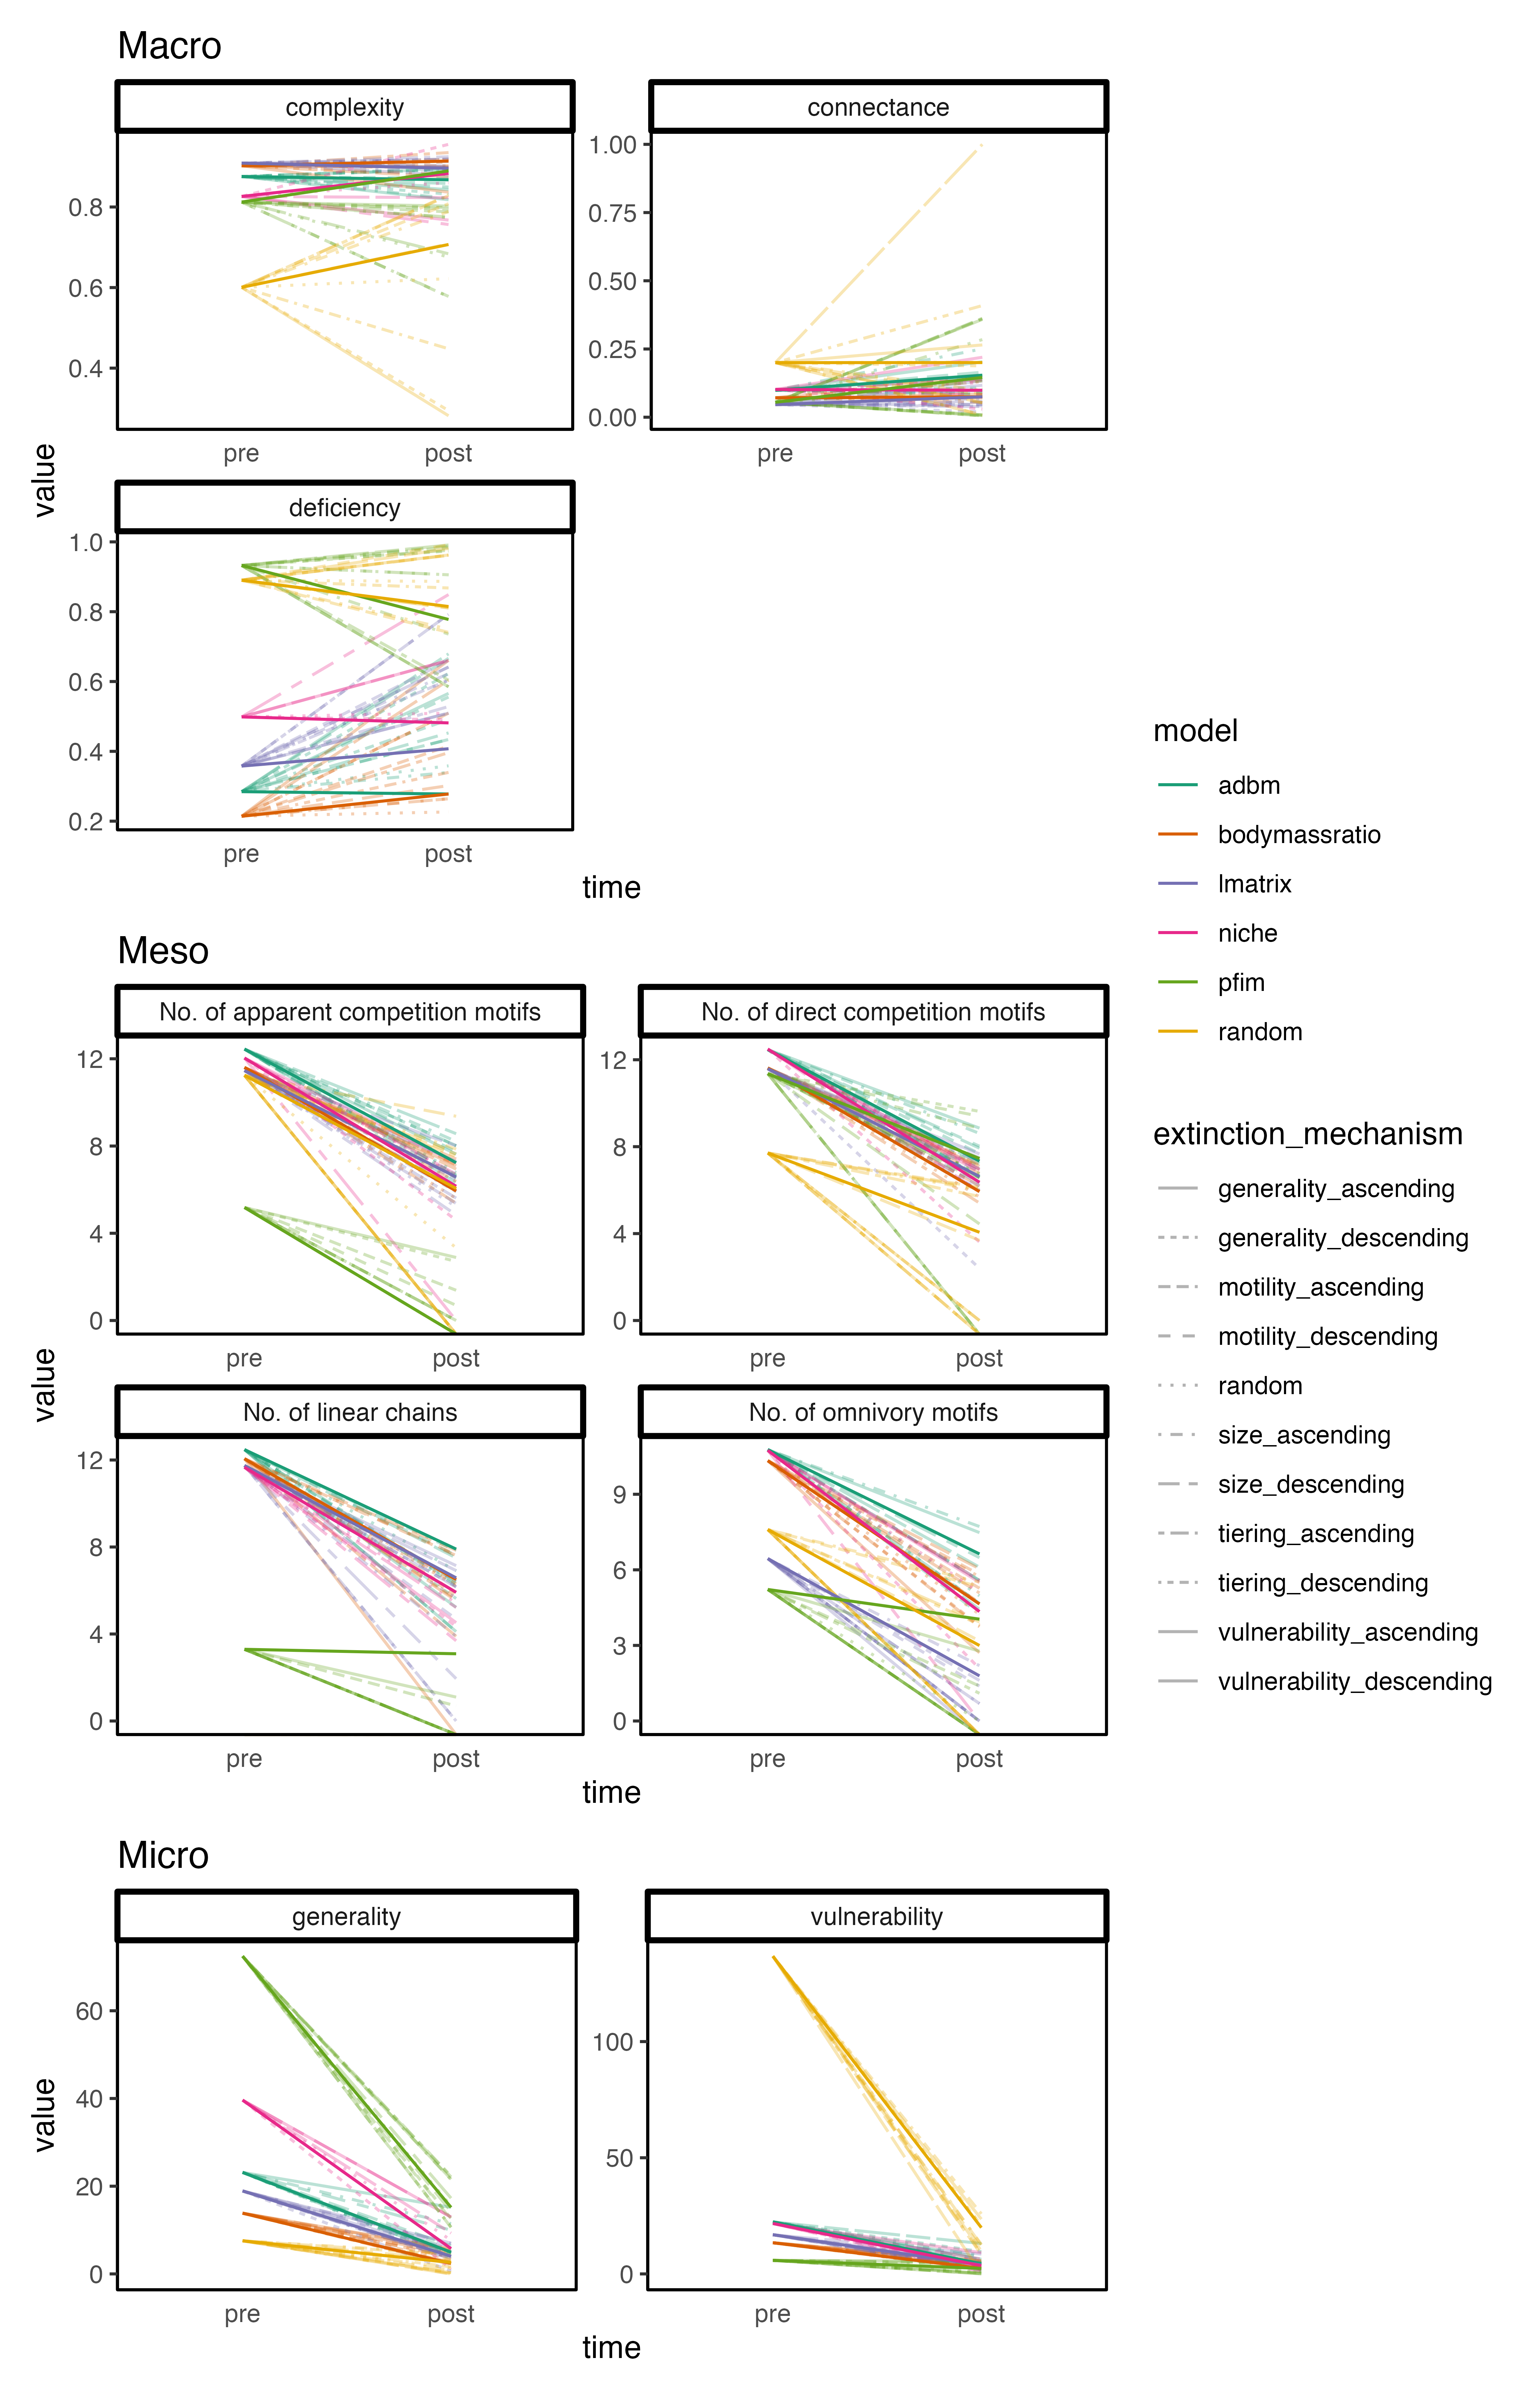 Macro
complexity
connectance
0.8
0.6
0.4
1.00
0.75
0.50
0.25
0.00
pre
post
pre
post
value
deficiency
1.0
0.8
0.6
0.4
0.2
pre
post
time
Meso
No. of apparent competition motifs
No. of direct competition motifs
12
8
4
0
12
8
4
0
pre
post
pre
post
value
No. of linear chains
No. of omnivory motifs
12
8
4
0
9
6
3
0
pre
post
pre
post
time
Micro
generality
vulnerability
60
40
20
0
100
50
0
value
pre
post
pre
post
time
model
adbm
bodymassratio
lmatrix
niche
pfim
random
extinction_mechanism
generality_ascending
generality_descending
motility_ascending
motility_descending
random
size_ascending
size_descending
tiering_ascending
tiering_descending
vulnerability_ascending
vulnerability_descending